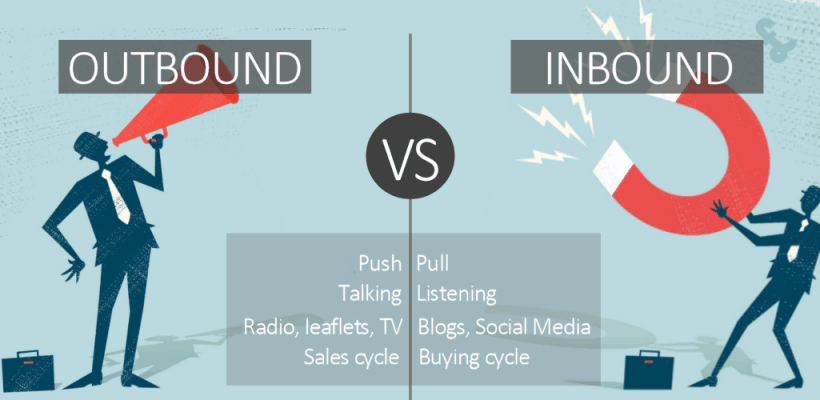 OUTBOUND
VS
INBOUND
Push Pull
Talking Listening
Radio, leaflets, TV Blogs, Social Media
Sales cycle Buying cycle
£